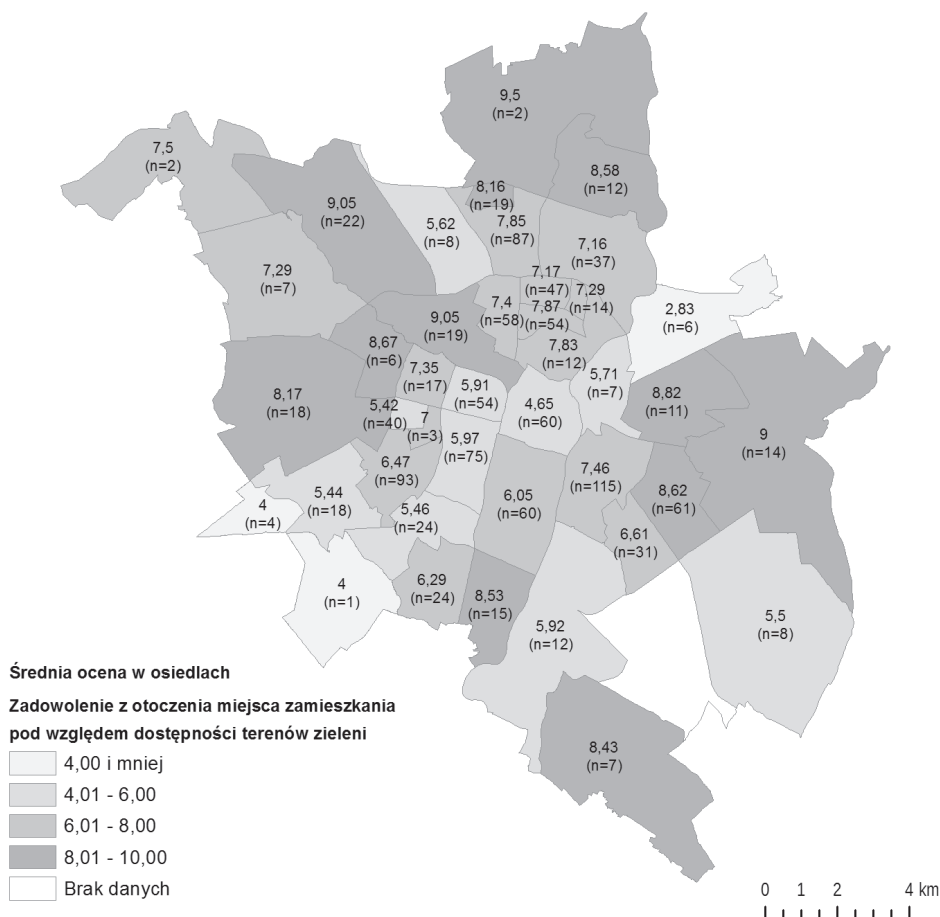 9,5
(n=2)
7,5
(n=2)
8,58
(n=12)
8,16
(n=19)
9,05
(n=22)
5,62
(n=8)
7,85
(n=87)
7,16
(n=37)
7,29
(n=7)
7,17
(n=47)
7,29
(n=14)
7,4
(n=58)
7,87
(n=54)
2,83
(n=6)
9,05
(n=19)
8,67
(n=6)
7,83
(n=12)
7,35
(n=17)
5,91
(n=54)
5,71
(n=7)
8,17
(n=18)
4,65
(n=60)
8,82
(n=11)
5,42
(n=40)
7
(n=3)
5,97
(n=75)
9
(n=14)
6,47
(n=93)
7,46
(n=115)
5,44
(n=18)
6,05
(n=60)
8,62
(n=61)
4
(n=4)
5,46
(n=24)
6,61
(n=31)
4
(n=1)
6,29
(n=24)
8,53
(n=15)
5,92
(n=12)
5,5
(n=8)
8,43
(n=7)
Średnia ocena w osiedlach
Zadowolenie z otoczenia miejsca zamieszkania
pod względem dostępności terenów zieleni
4,00 i mniej
4,01 - 6,00
6,01 - 8,00
8,01 - 10,00
Brak danych
0 1 2 4 km